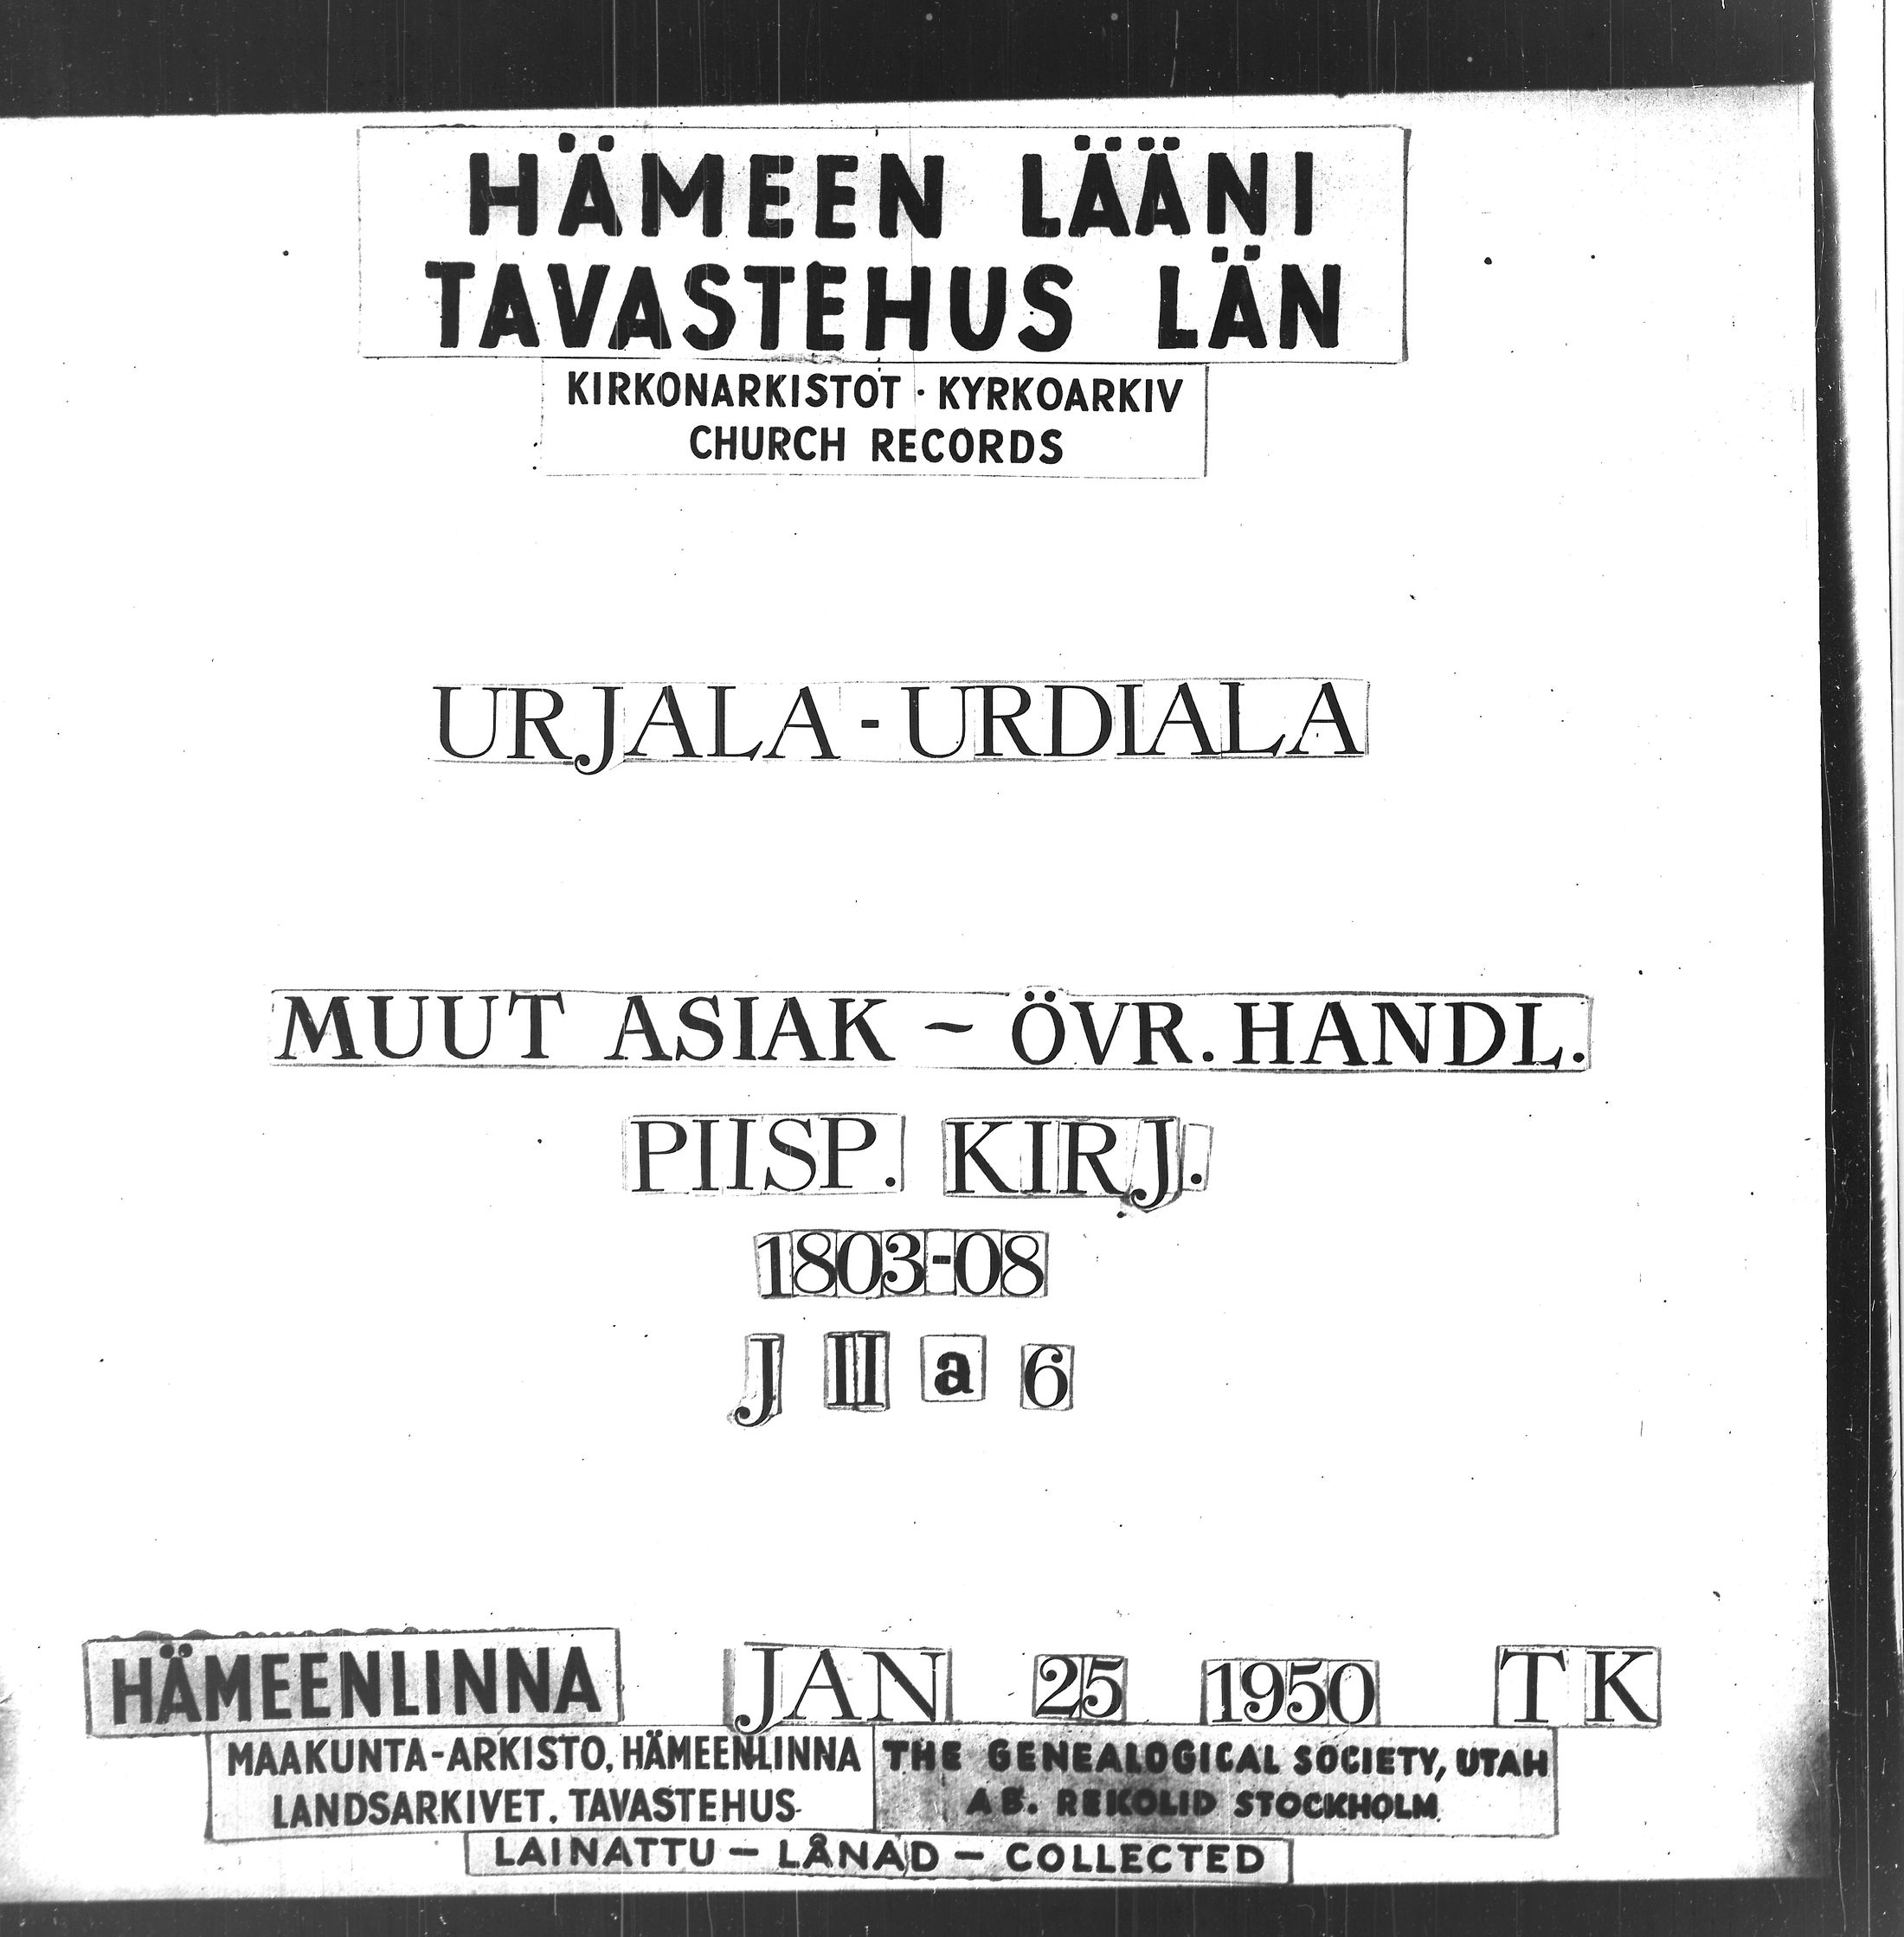 HÄMEEN LÄÄNI
TAVASTEHUS LÄN
KIRKONARKISTOT · KYRKOARKIV
CHURCH RECORDS
URJALA - URDIALA
MUUT ASIAK ~ ÖVR. HANDL.
PIISP. KIRJ.
1803-08
J II a 6
HÄMEENLINNA JAN 25 1950 TK
MAAKUNTA-ARKISTO, HÄMEENLINNA
LANDSARKIVET. TAVASTEHUS
THE GENEALOGICAL SOCIETY, UTAH
AB. REKOLID STOCKHOLM
LAINATTU - LÅNAD - COLLECTED